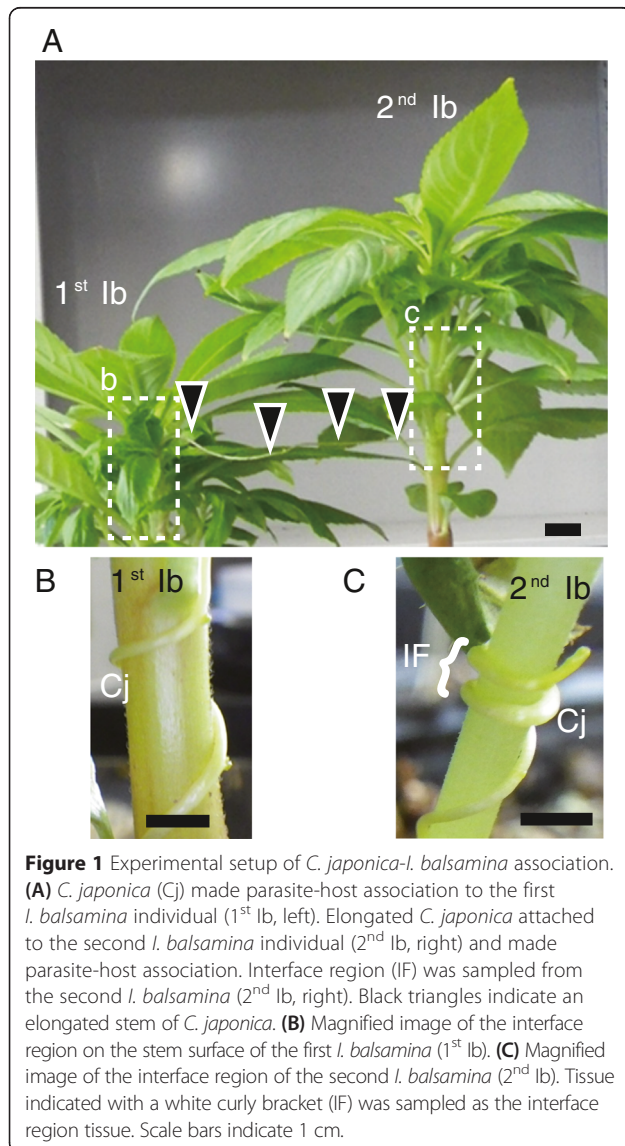 A
2nd Ib
1st Ib
c
b
B
1st Ib
C
2nd Ib
IF
Cj
Cj
Figure 1 Experimental setup of C. japonica-I. balsamina association.
(A) C. japonica (Cj) made parasite-host association to the first
I. balsamina individual (1st Ib, left). Elongated C. japonica attached
to the second I. balsamina individual (2nd Ib, right) and made
parasite-host association. Interface region (IF) was sampled from
the second I. balsamina (2nd Ib, right). Black triangles indicate an
elongated stem of C. japonica. (B) Magnified image of the interface
region on the stem surface of the first I. balsamina (1st Ib). (C) Magnified
image of the interface region of the second I. balsamina (2nd Ib). Tissue
indicated with a white curly bracket (IF) was sampled as the interface
region tissue. Scale bars indicate 1 cm.